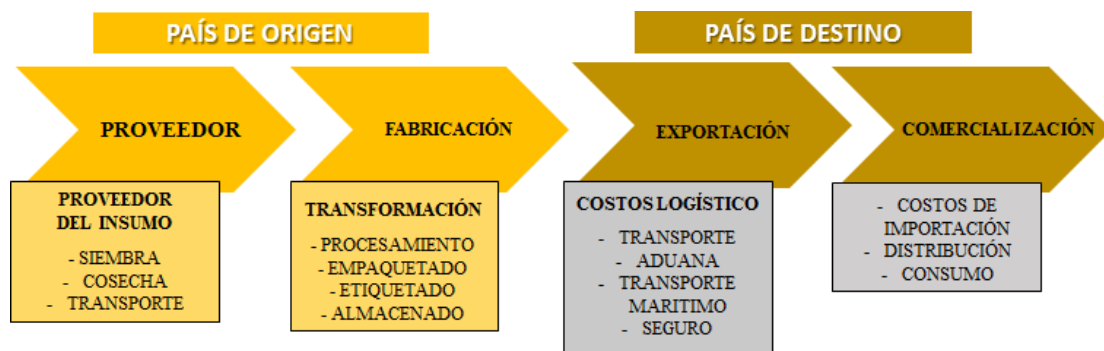 PAÍS DE ORIGEN
PAÍS DE DESTINO
PROVEEDOR
FABRICACIÓN
EXPORTACIÓN
COMERCIALIZACIÓN
PROVEEDOR
DEL INSUMO
- SIEMBRA
- COSECHA
- TRANSPORTE
TRANSFORMACIÓN
- PROCESAMIENTO
- EMPAQUETADO
- ETIQUETADO
- ALMACENADO
COSTOS LOGÍSTICO
- TRANSPORTE
- ADUANA
- TRANSPORTE
MARITIMO
- SEGURO
- COSTOS DE
IMPORTACIÓN
- DISTRIBUCIÓN
- CONSUMO